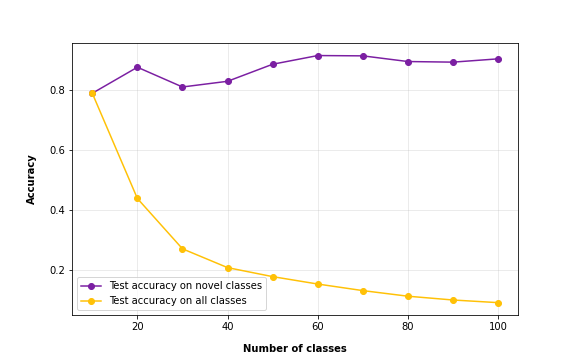 Accuracy
0.8
0.6
0.4
0.2
Test accuracy on novel classes
Test accuracy on all classes
20
40
60
80
100
Number of classes